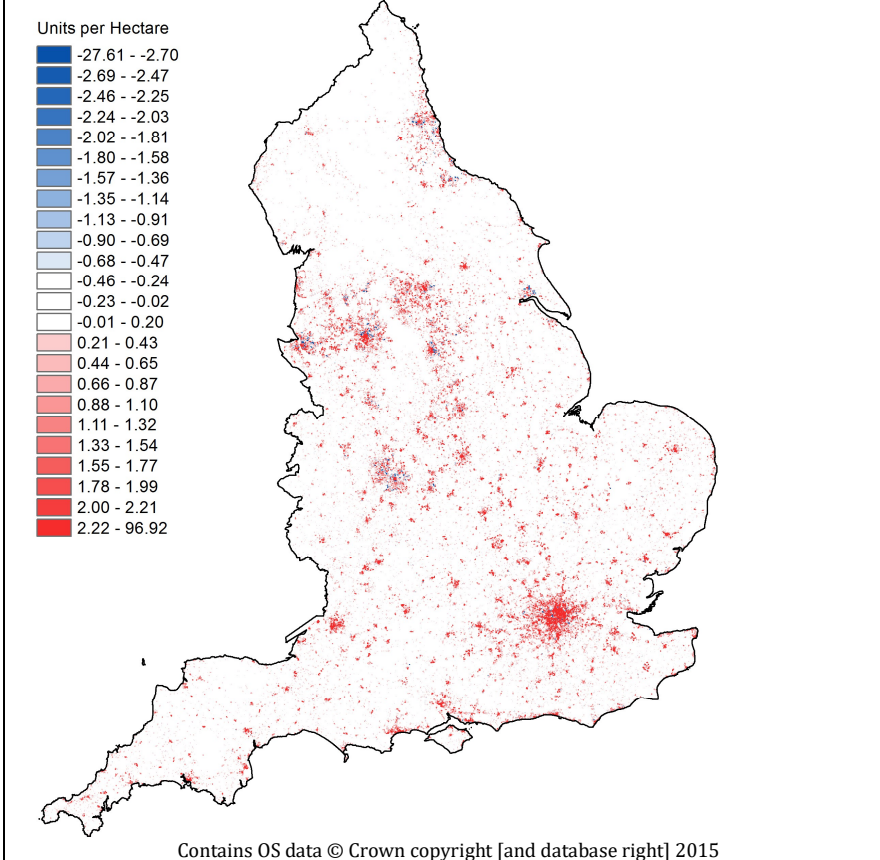 Units per Hectare
-27.61 - -2.70
-2.69 - -2.47
-2.46 - -2.25
-2.24 - -2.03
-2.02 - -1.81
-1.80 - -1.58
-1.57 - -1.36
-1.35 - -1.14
-1.13 - -0.91
-0.90 - -0.69
-0.68 - -0.47
-0.46 - -0.24
-0.23 - -0.02
-0.01 - 0.20
0.21 - 0.43
0.44 - 0.65
0.66 - 0.87
0.88 - 1.10
1.11 - 1.32
1.33 - 1.54
1.55 - 1.77
1.78 - 1.99
2.00 - 2.21
2.22 - 96.92
Contains OS data © Crown copyright [and database right] 2015